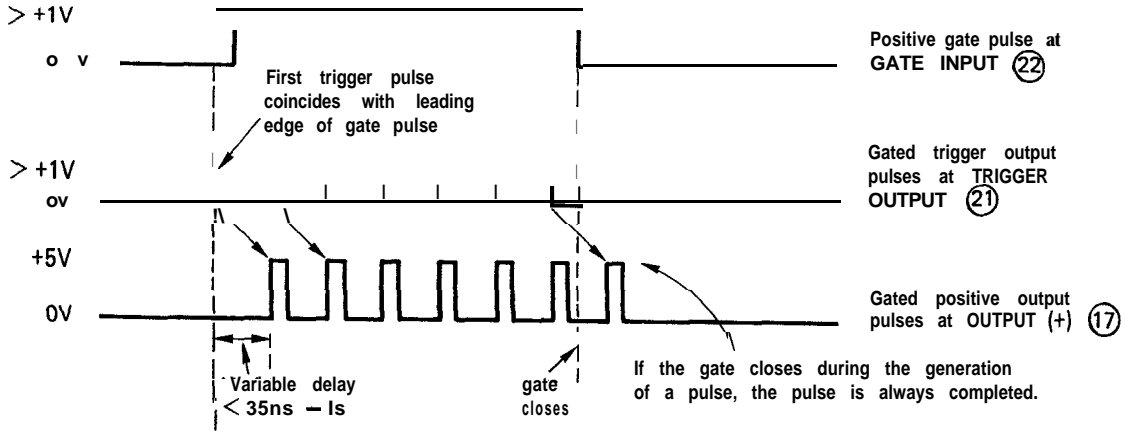 > +1V
o v
Positive gate pulse at
GATE INPUT 22
First trigger pulse
coincides with leading
edge of gate pulse
> +1V
ov
Gated trigger output
pulses at TRIGGER
OUTPUT 21
+5V
0V
Gated positive output
pulses at OUTPUT (+) 17
Variable delay
< 35ns – Is
gate
closes
If the gate closes during the generation
of a pulse, the pulse is always completed.